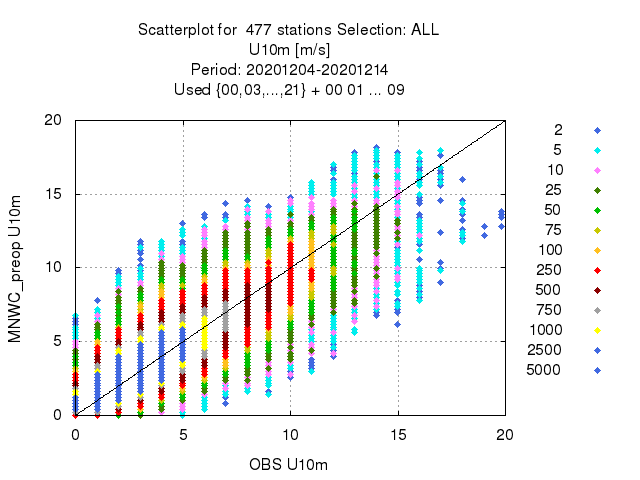 Scatterplot for 477 stations Selection: ALL
U10m [m/s]
Period: 20201204-20201214
Used {00,03,...,21} + 00 01 ... 09
20
15
10
5
0
0 5 10 15 20
MNWC_preop U10m
OBS U10m
2
5
10
25
50
75
100
250
500
750
1000
2500
5000